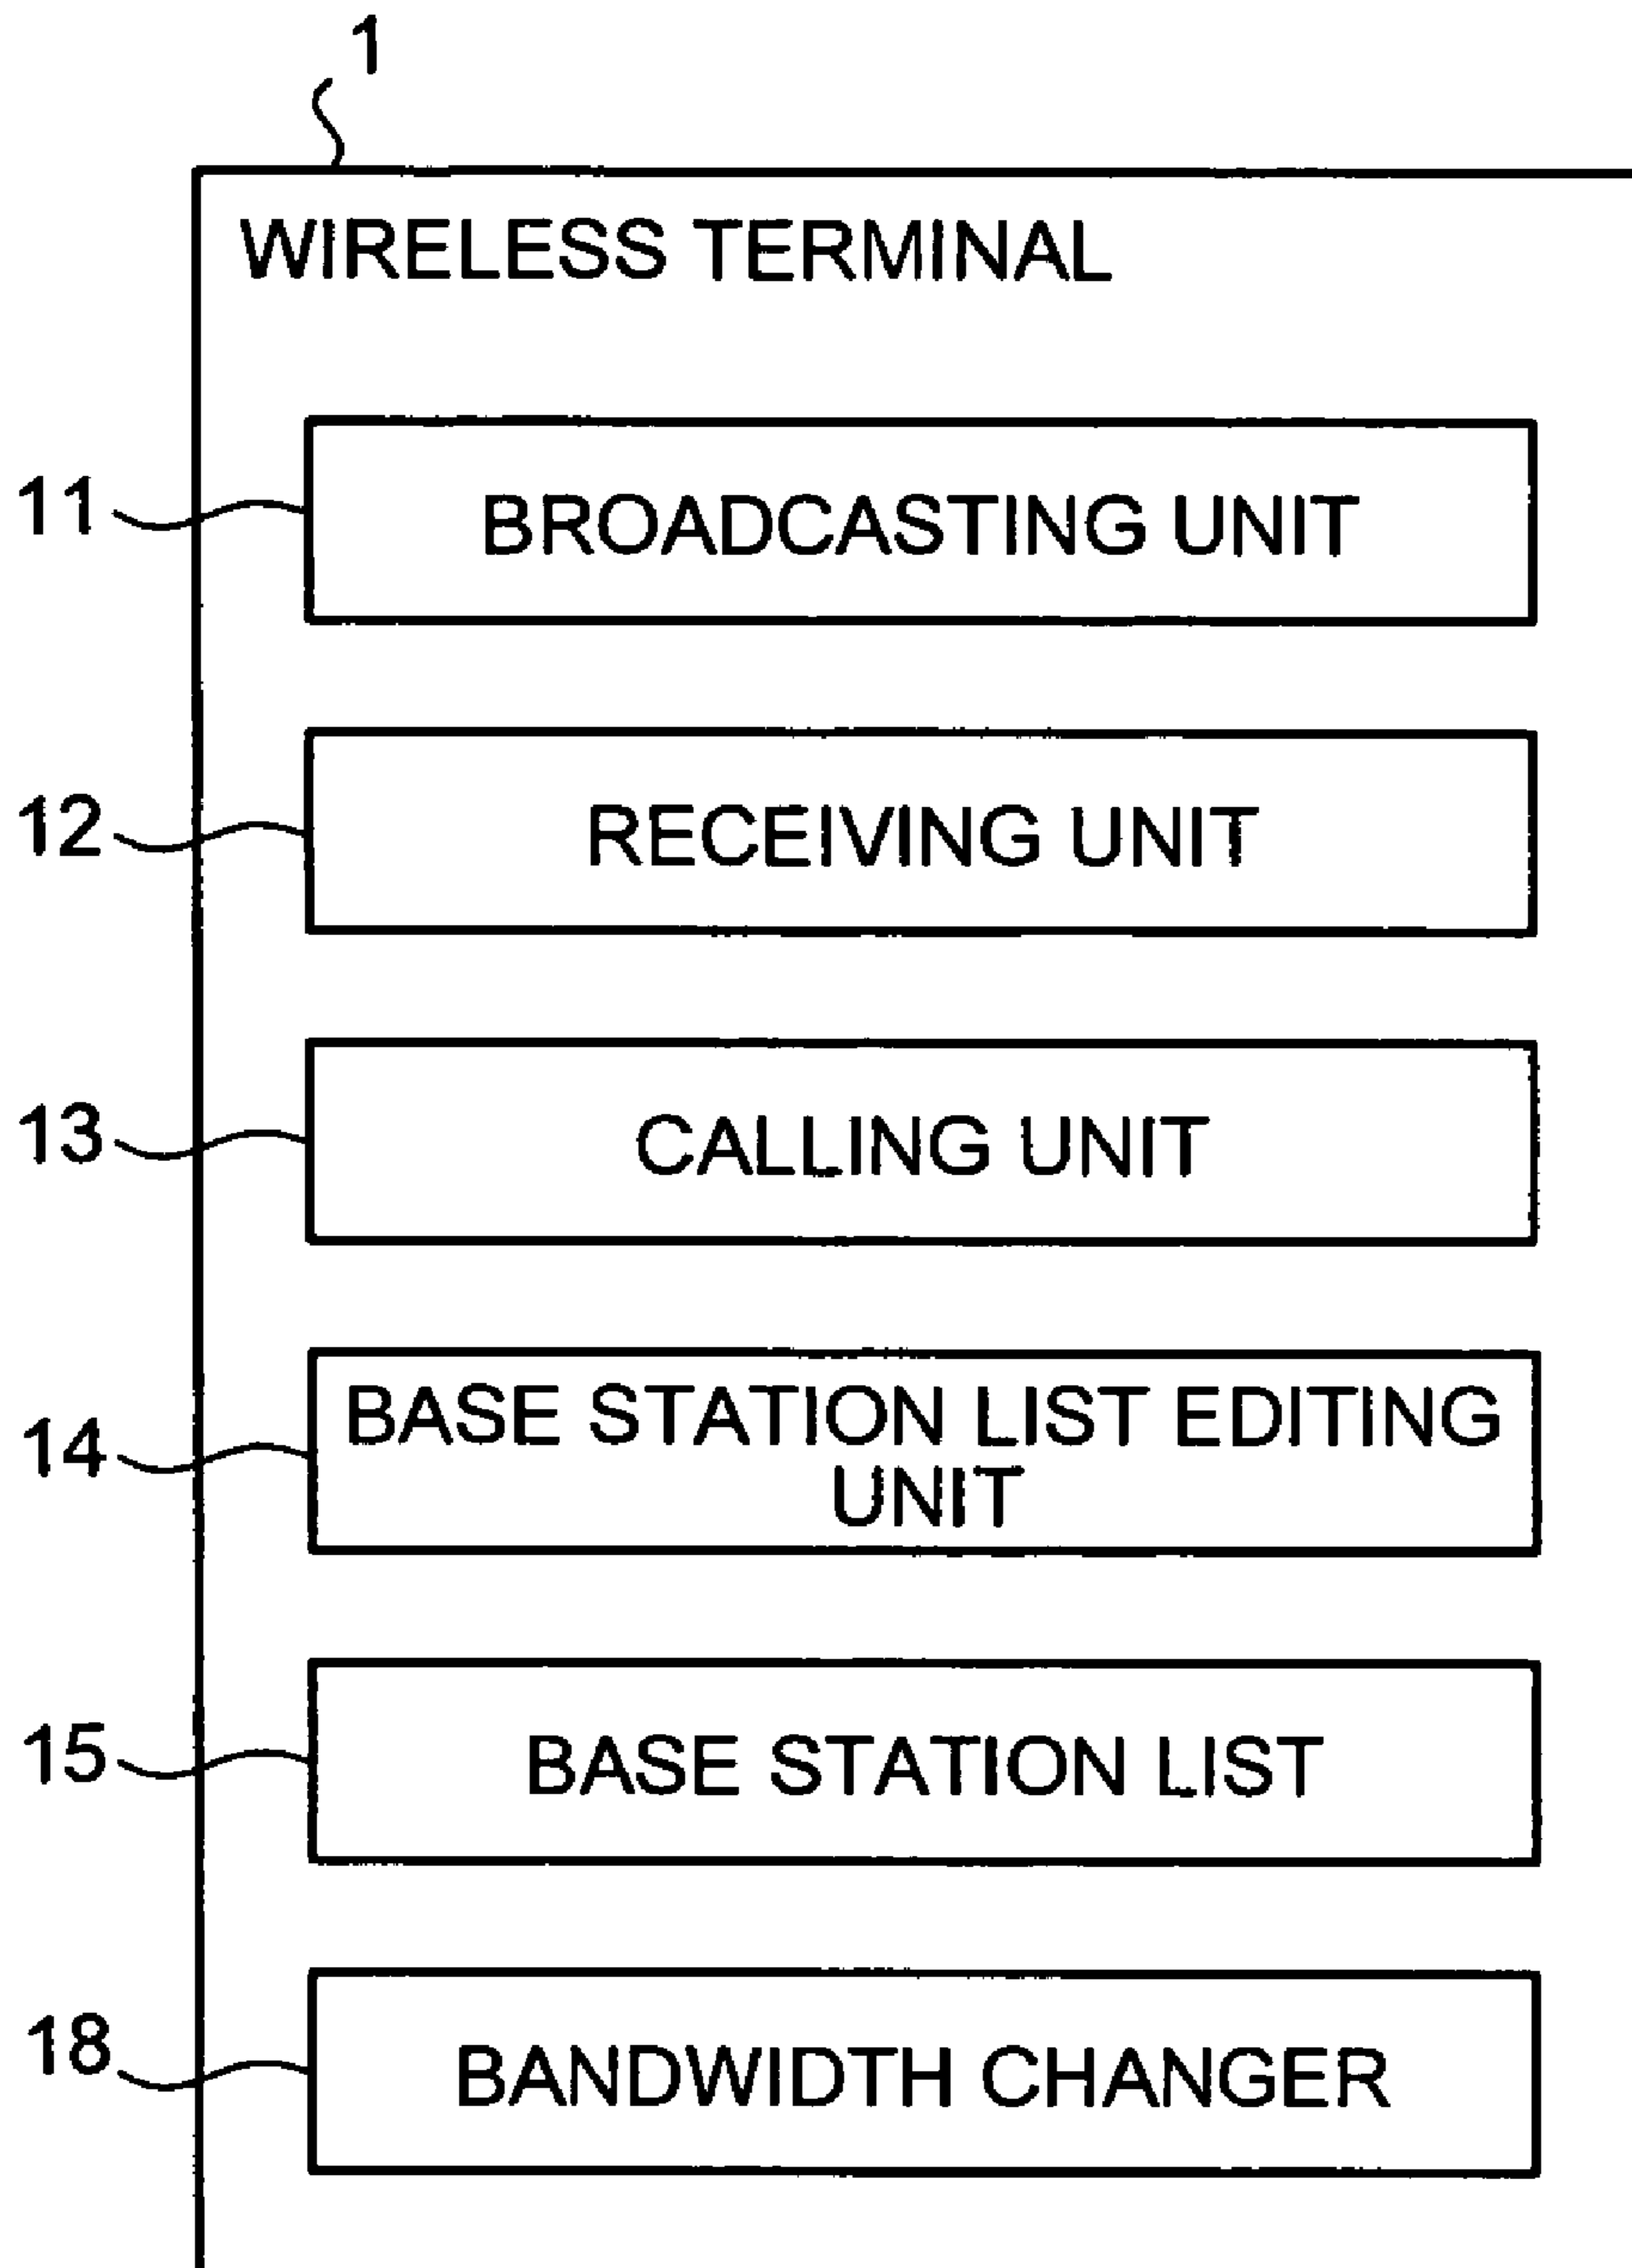 1
WIRELESS TERMINAL
11
BROADCASTING UNIT
12
RECEIVING UNIT
13
CALLING UNIT
14
BASE STATION LIST EDITING
UNIT
15
BASE STATION LIST
18
BANDWIDTH CHANGER